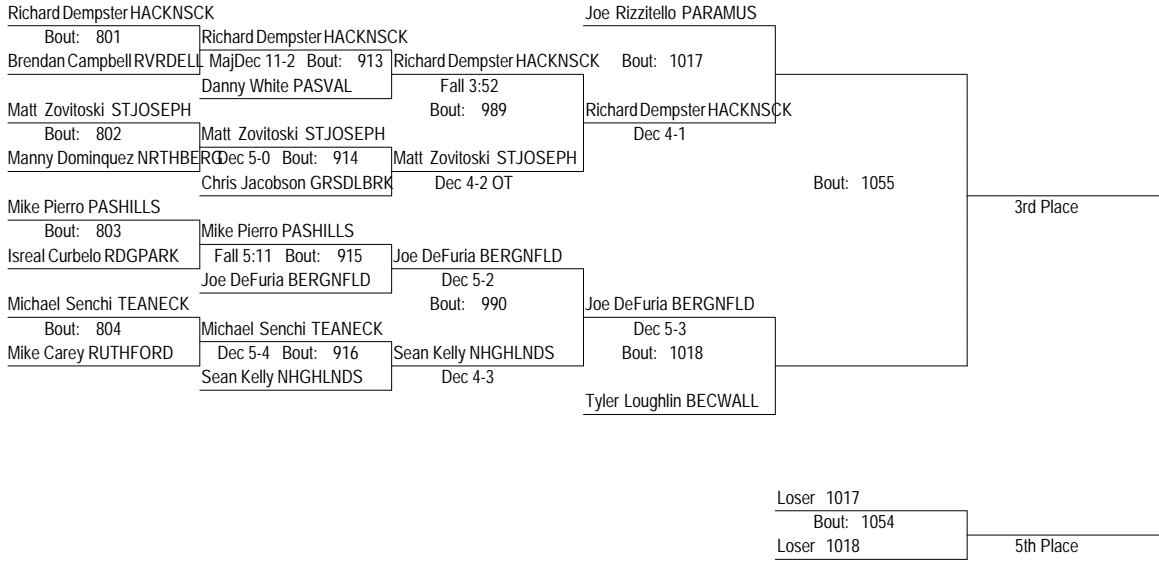 Richard Dempster HACKNSCK
Bout: 801
Brendan Campbell RVRDELL
Matt Zovitoski STJOSEPH
Bout: 802
Manny Dominquez NRTHBERG
Mike Pierro PASHILLS
Bout: 803
Isreal Curbelo RDGPARK
Michael Senchi TEANECK
Bout: 804
Mike Carey RUTHFORD
Richard Dempster HACKNSCK
MajDec 11-2 Bout: 913
Danny White PASVAL
Matt Zovitoski STJOSEPH
Dec 5-0 Bout: 914
Chris Jacobson GRSDLBRK
Mike Pierro PASHILLS
Fall 5:11 Bout: 915
Joe DeFuria BERGNFLD
Michael Senchi TEANECK
Dec 5-4 Bout: 916
Sean Kelly NHGHLNDS
Richard Dempster HACKNSCK
Fall 3:52
Bout: 989
Matt Zovitoski STJOSEPH
Dec 4-2 OT
Joe DeFuria BERGNFLD
Dec 5-2
Bout: 990
Sean Kelly NHGHLNDS
Dec 4-3
Joe Rizzitello PARAMUS
Bout: 1017
Richard Dempster HACKNSCK
Dec 4-1
Joe DeFuria BERGNFLD
Dec 5-3
Bout: 1018
Tyler Loughlin BECWALL
Bout: 1055
3rd Place
Loser 1017
Bout: 1054
Loser 1018
5th Place